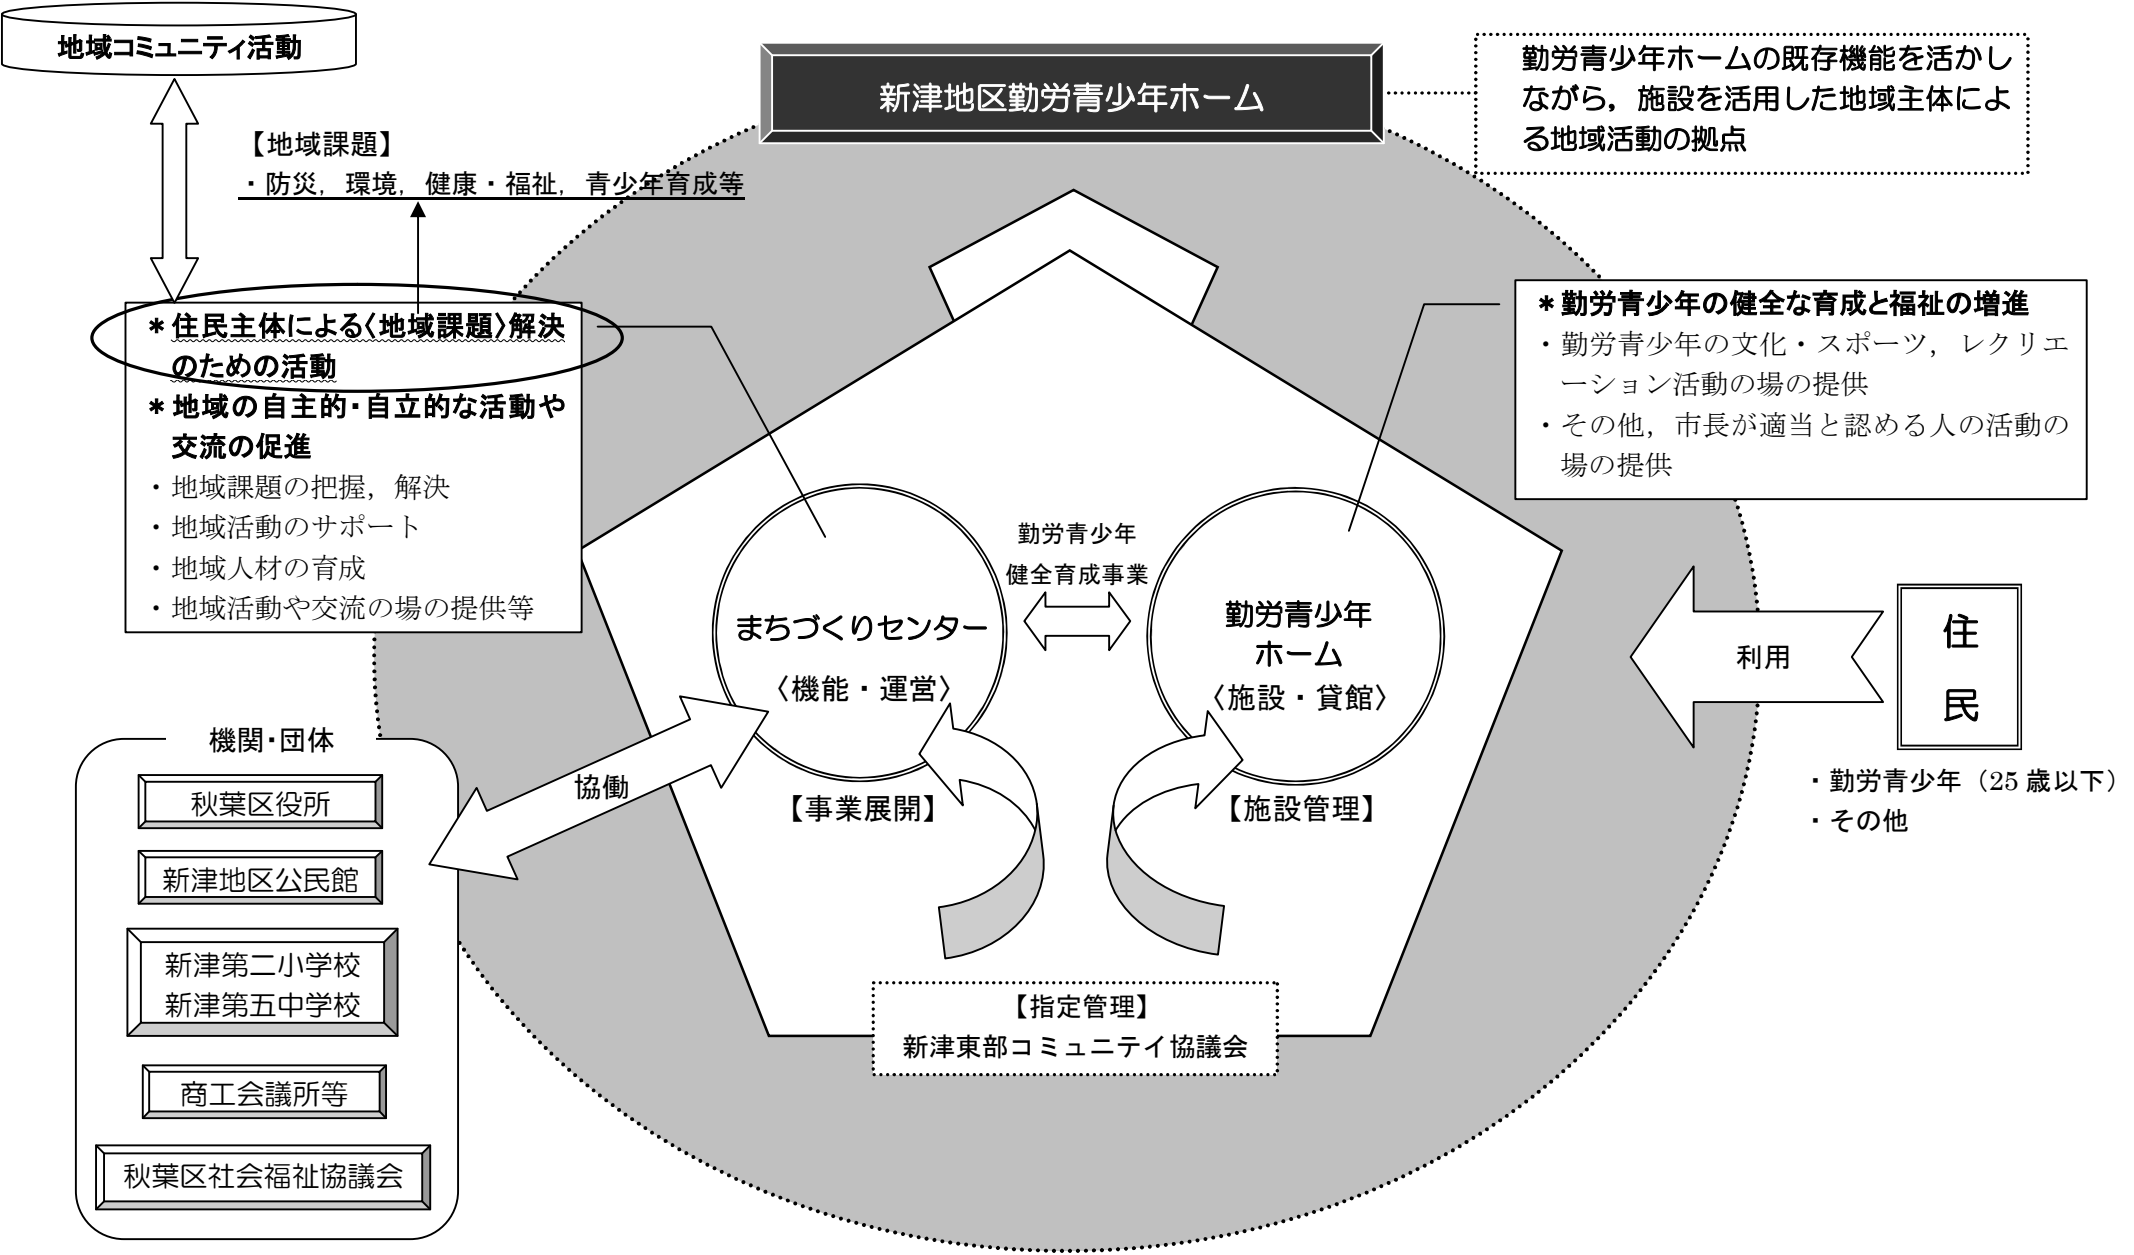 地域コミュニティ活動
新津地区勤労青少年ホーム
勤労青少年ホームの既存機能を活かし
ながら，施設を活用した地域主体によ
る地域活動の拠点
【地域課題】
・防災，環境，健康・福祉，青少年育成等
＊住民主体による〈地域課題〉解決
のための活動
＊地域の自主的・自立的な活動や
交流の促進
・地域課題の把握，解決
・地域活動のサポート
・地域人材の育成
・地域活動や交流の場の提供等
＊勤労青少年の健全な育成と福祉の増進
・勤労青少年の文化・スポーツ，レクリエ
ーション活動の場の提供
・その他，市長が適当と認める人の活動の
場の提供
まちづくりセンター
〈機能・運営〉
勤労青少年
健全育成事業
勤労青少年
ホーム
〈施設・貸館〉
利用
住
民
・勤労青少年（25歳以下）
・その他
協働
【事業展開】
【施設管理】
【指定管理】
新津東部コミュニテイ協議会
機関・団体
秋葉区役所
新津地区公民館
新津第二小学校
新津第五中学校
商工会議所等
秋葉区社会福祉協議会